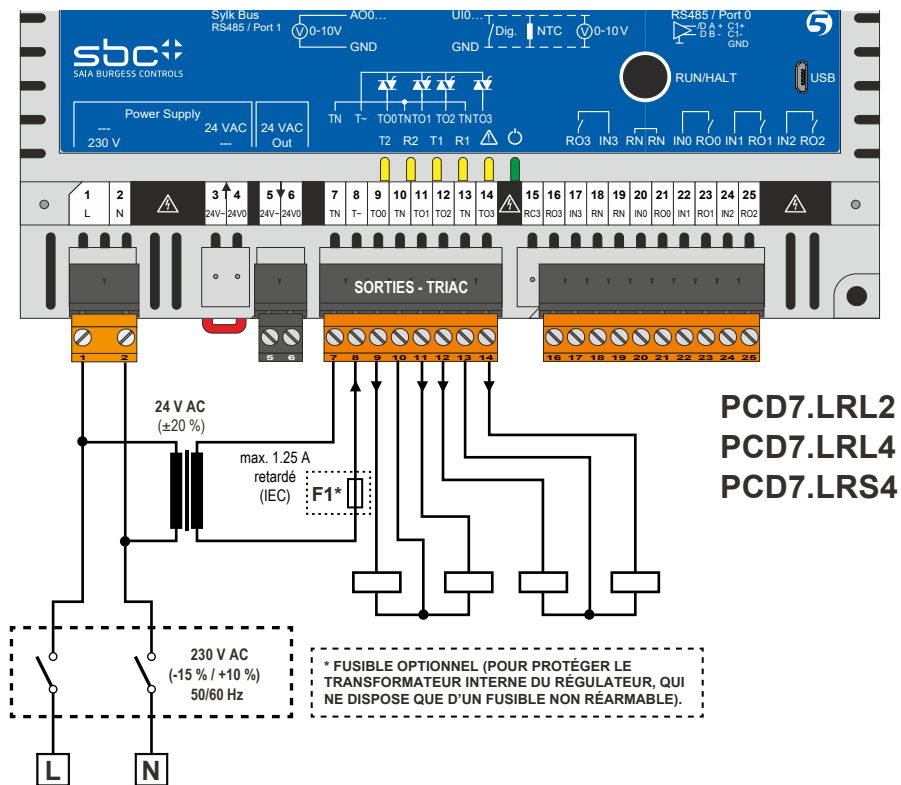 Sylk Bus
RS485 / Port 1
AO0...
0-10V
GND
UI0...
/Dig.
NTC
0-10V
GND
RS485 / Port 0
/D A + C1+
D B - C1-
GND
5
sbc
SAIA BURGESS CONTROLS
RUN/HALT
USB
Power Supply
---
230 V
24 VAC
---
24 VAC
Out
TN T~ TO0 TN TO1 TO2 TN TO3
T2 R2 T1 R1
RO3 IN3 RN RN IN0 RO0 IN1 RO1 IN2 RO2
1 2 3 4 5 6 7 8 9 10 11 12 13 14 15 16 17 18 19 20 21 22 23 24 25
L N 24V~ 24V0 24V~ 24V0 TN T~ TO0 TN TO1 TO2 TN TO3 RC3 RO3 IN3 RN RN IN0 RO0 IN1 RO1 IN2 RO2
SORTIES - TRIAC
1 2 5 6 7 8 9 10 11 12 13 14 16 17 18 19 20 21 22 23 24 25
24 V AC
(±20 %)
max. 1.25 A
retardé
(IEC)
F1*
PCD7.LRL2
PCD7.LRL4
PCD7.LRS4
230 V AC
(-15 % / +10 %)
50/60 Hz
* FUSIBLE OPTIONNEL (POUR PROTÉGER LE
TRANSFORMATEUR INTERNE DU RÉGULATEUR, QUI
NE DISPOSE QUE D'UN FUSIBLE NON RÉARMABLE).
L
N